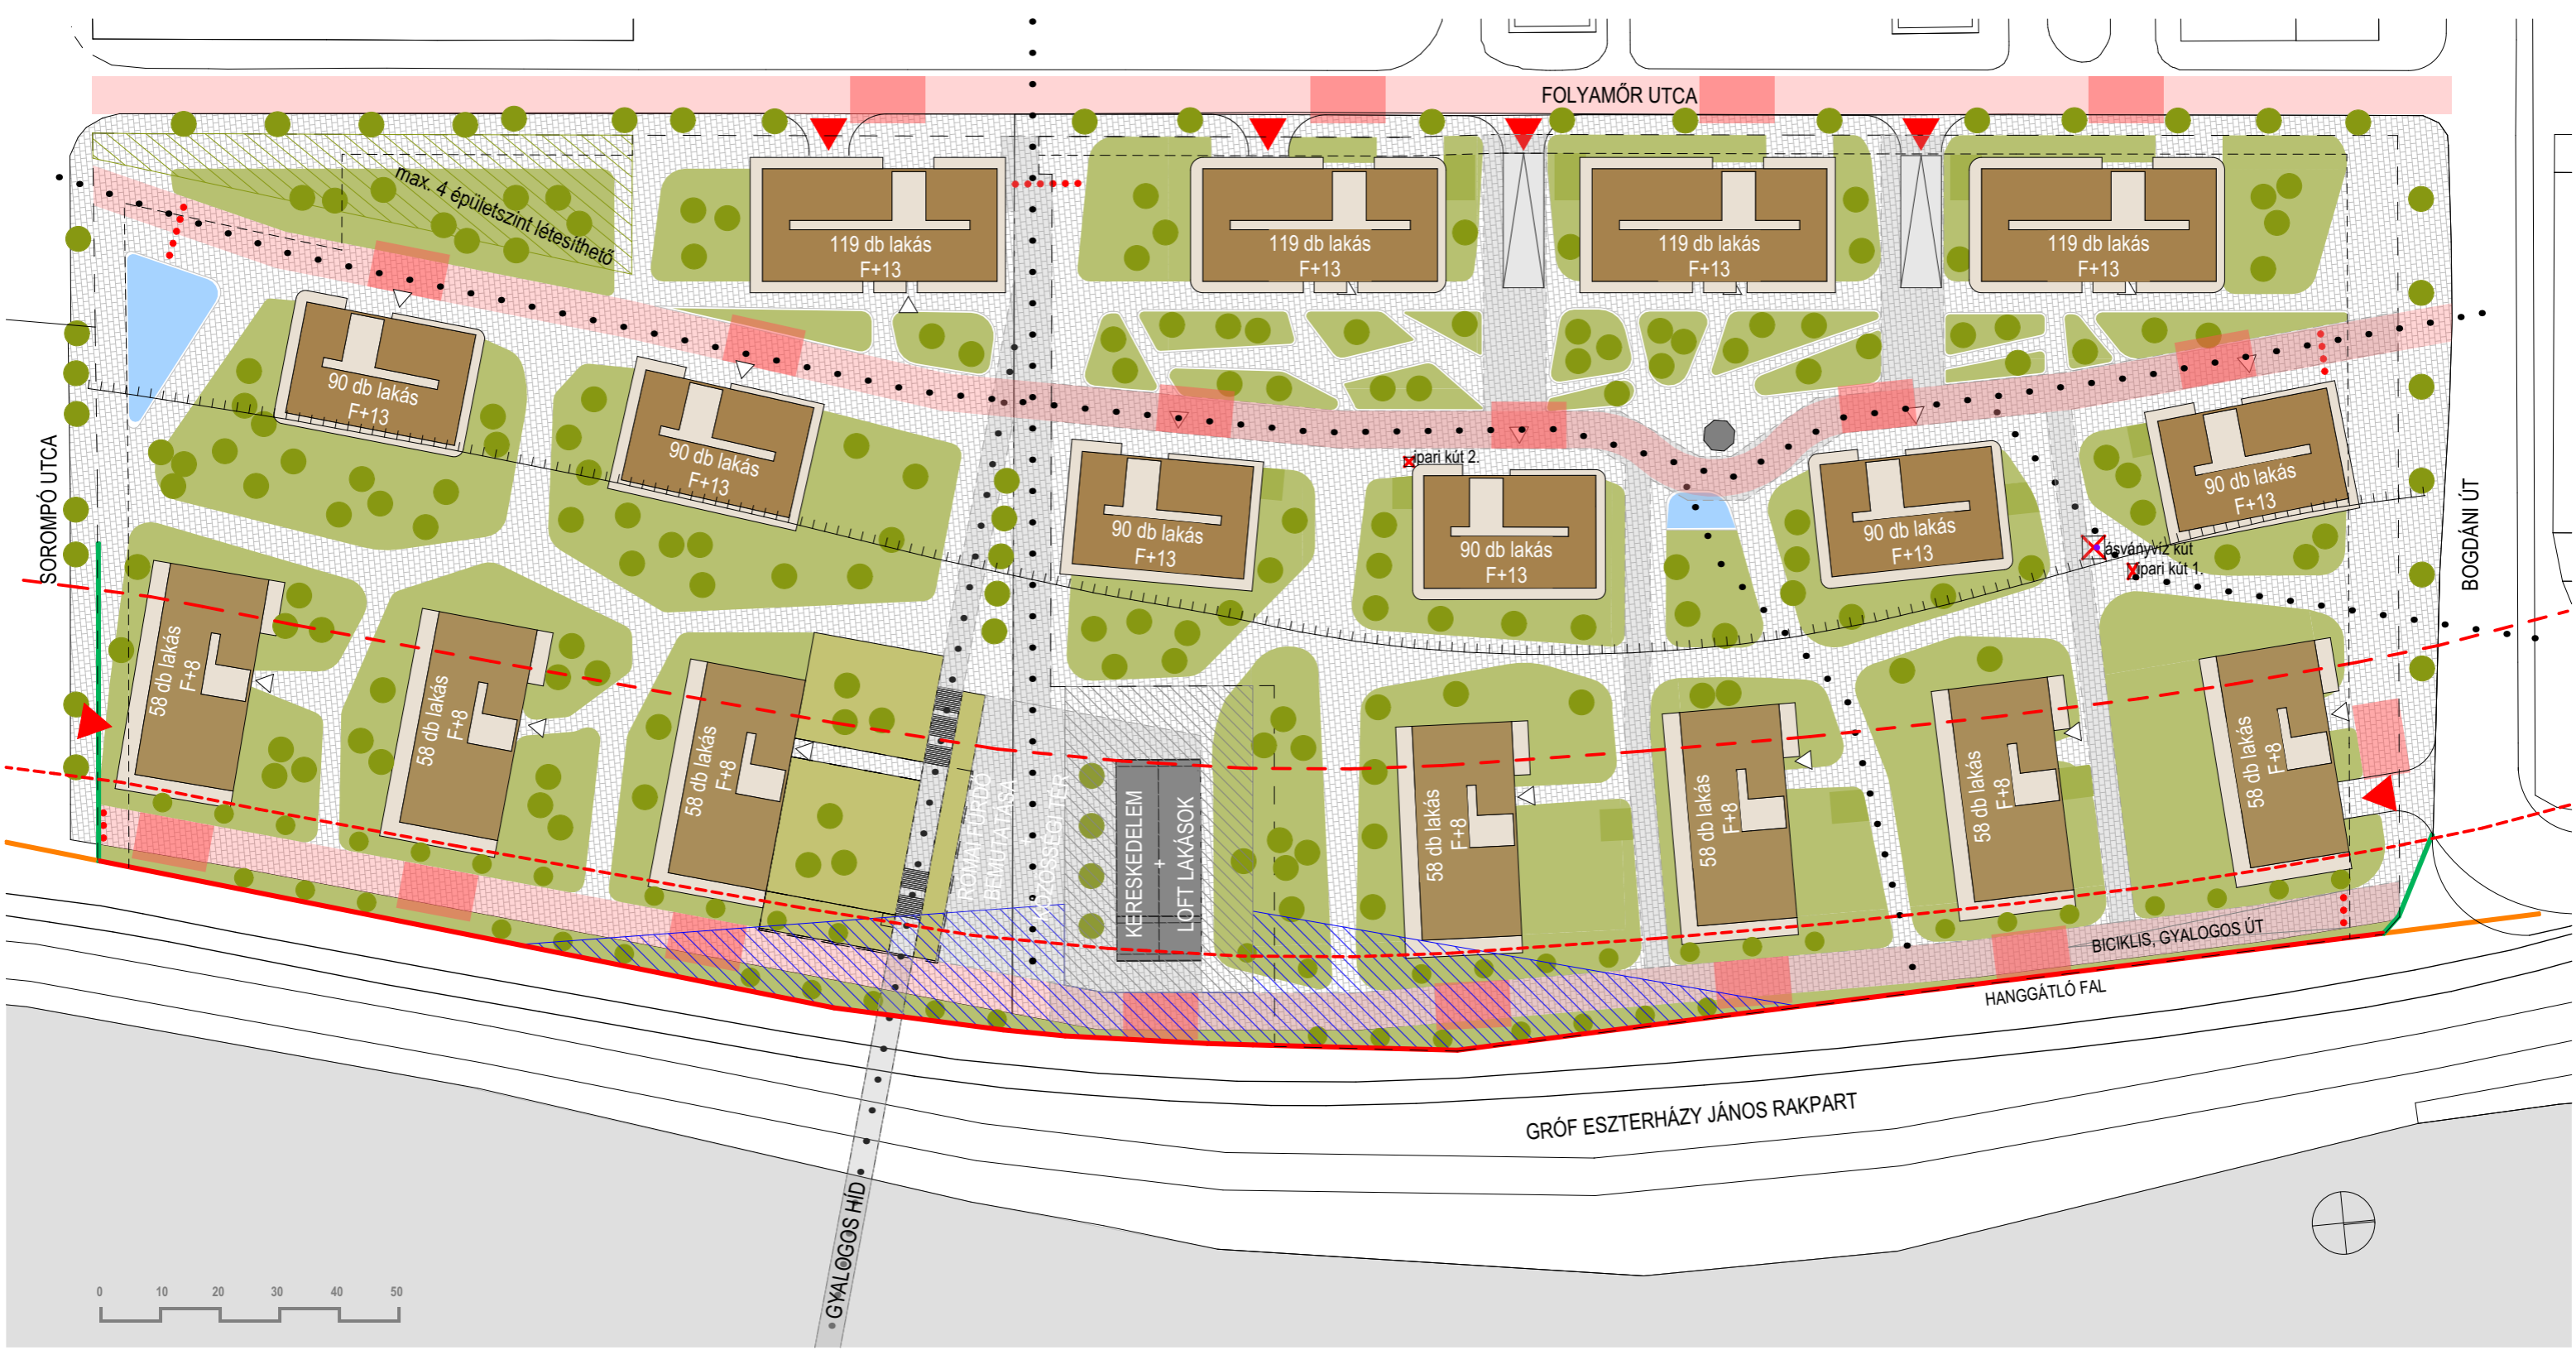 FOLYAMŐR UTCA
max. 4 épületszint létesíthető
119 db lakás
F+13
119 db lakás
F+13
119 db lakás
F+13
119 db lakás
F+13
90 db lakás
F+13
90 db lakás
F+13
90 db lakás
F+13
ipari kút 2.
90 db lakás
F+13
90 db lakás
F+13
90 db lakás
F+13
ásványvíz kút
ipari kút 1.
SOROMPÓ UTCA
BOGDÁNI ÚT
58 db lakás
F+8
58 db lakás
F+8
58 db lakás
F+8
RÓMAI FÜRDŐ
BEMUTATÁSA
KÖZÖSSÉGI TÉR
KERESKEDELEM
+
LOFT LAKÁSOK
58 db lakás
F+8
58 db lakás
F+8
58 db lakás
F+8
58 db lakás
F+8
BICIKLIS, GYALOGOS ÚT
HANGGÁTLÓ FAL
GRÓF ESZTERHÁZY JÁNOS RAKPART
GYALOGOS HÍD
0 10 20 30 40 50